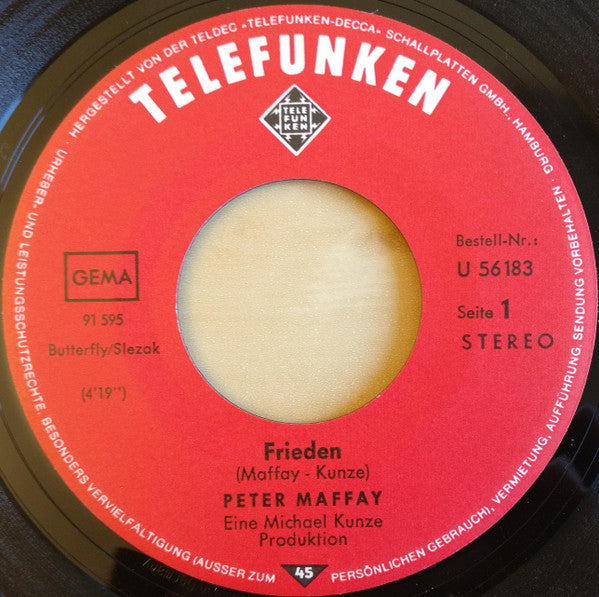 · HERGESTELLT VON DER TELDEC »TELEFUNKEN-DECCA« SCHALLPLATTEN GMBH., HAMBURG · URHEBER- UND LEISTUNGSSCHUTZRECHTE, BESONDERS VERVIELFÄLTIGUNG (AUSSER ZUM PERSÖNLICHEN GEBRAUCH), VERMIETUNG, AUFFÜHRUNG, SENDUNG VORBEHALTEN ·
TELEFUNKEN
TELE
FUN
KEN
GEMA
91 595
Butterfly/Slezak
(4'19")
Bestell-Nr.:
U 56183
Seite 1
STEREO
Frieden
(Maffay - Kunze)
PETER MAFFAY
Eine Michael Kunze
Produktion
45